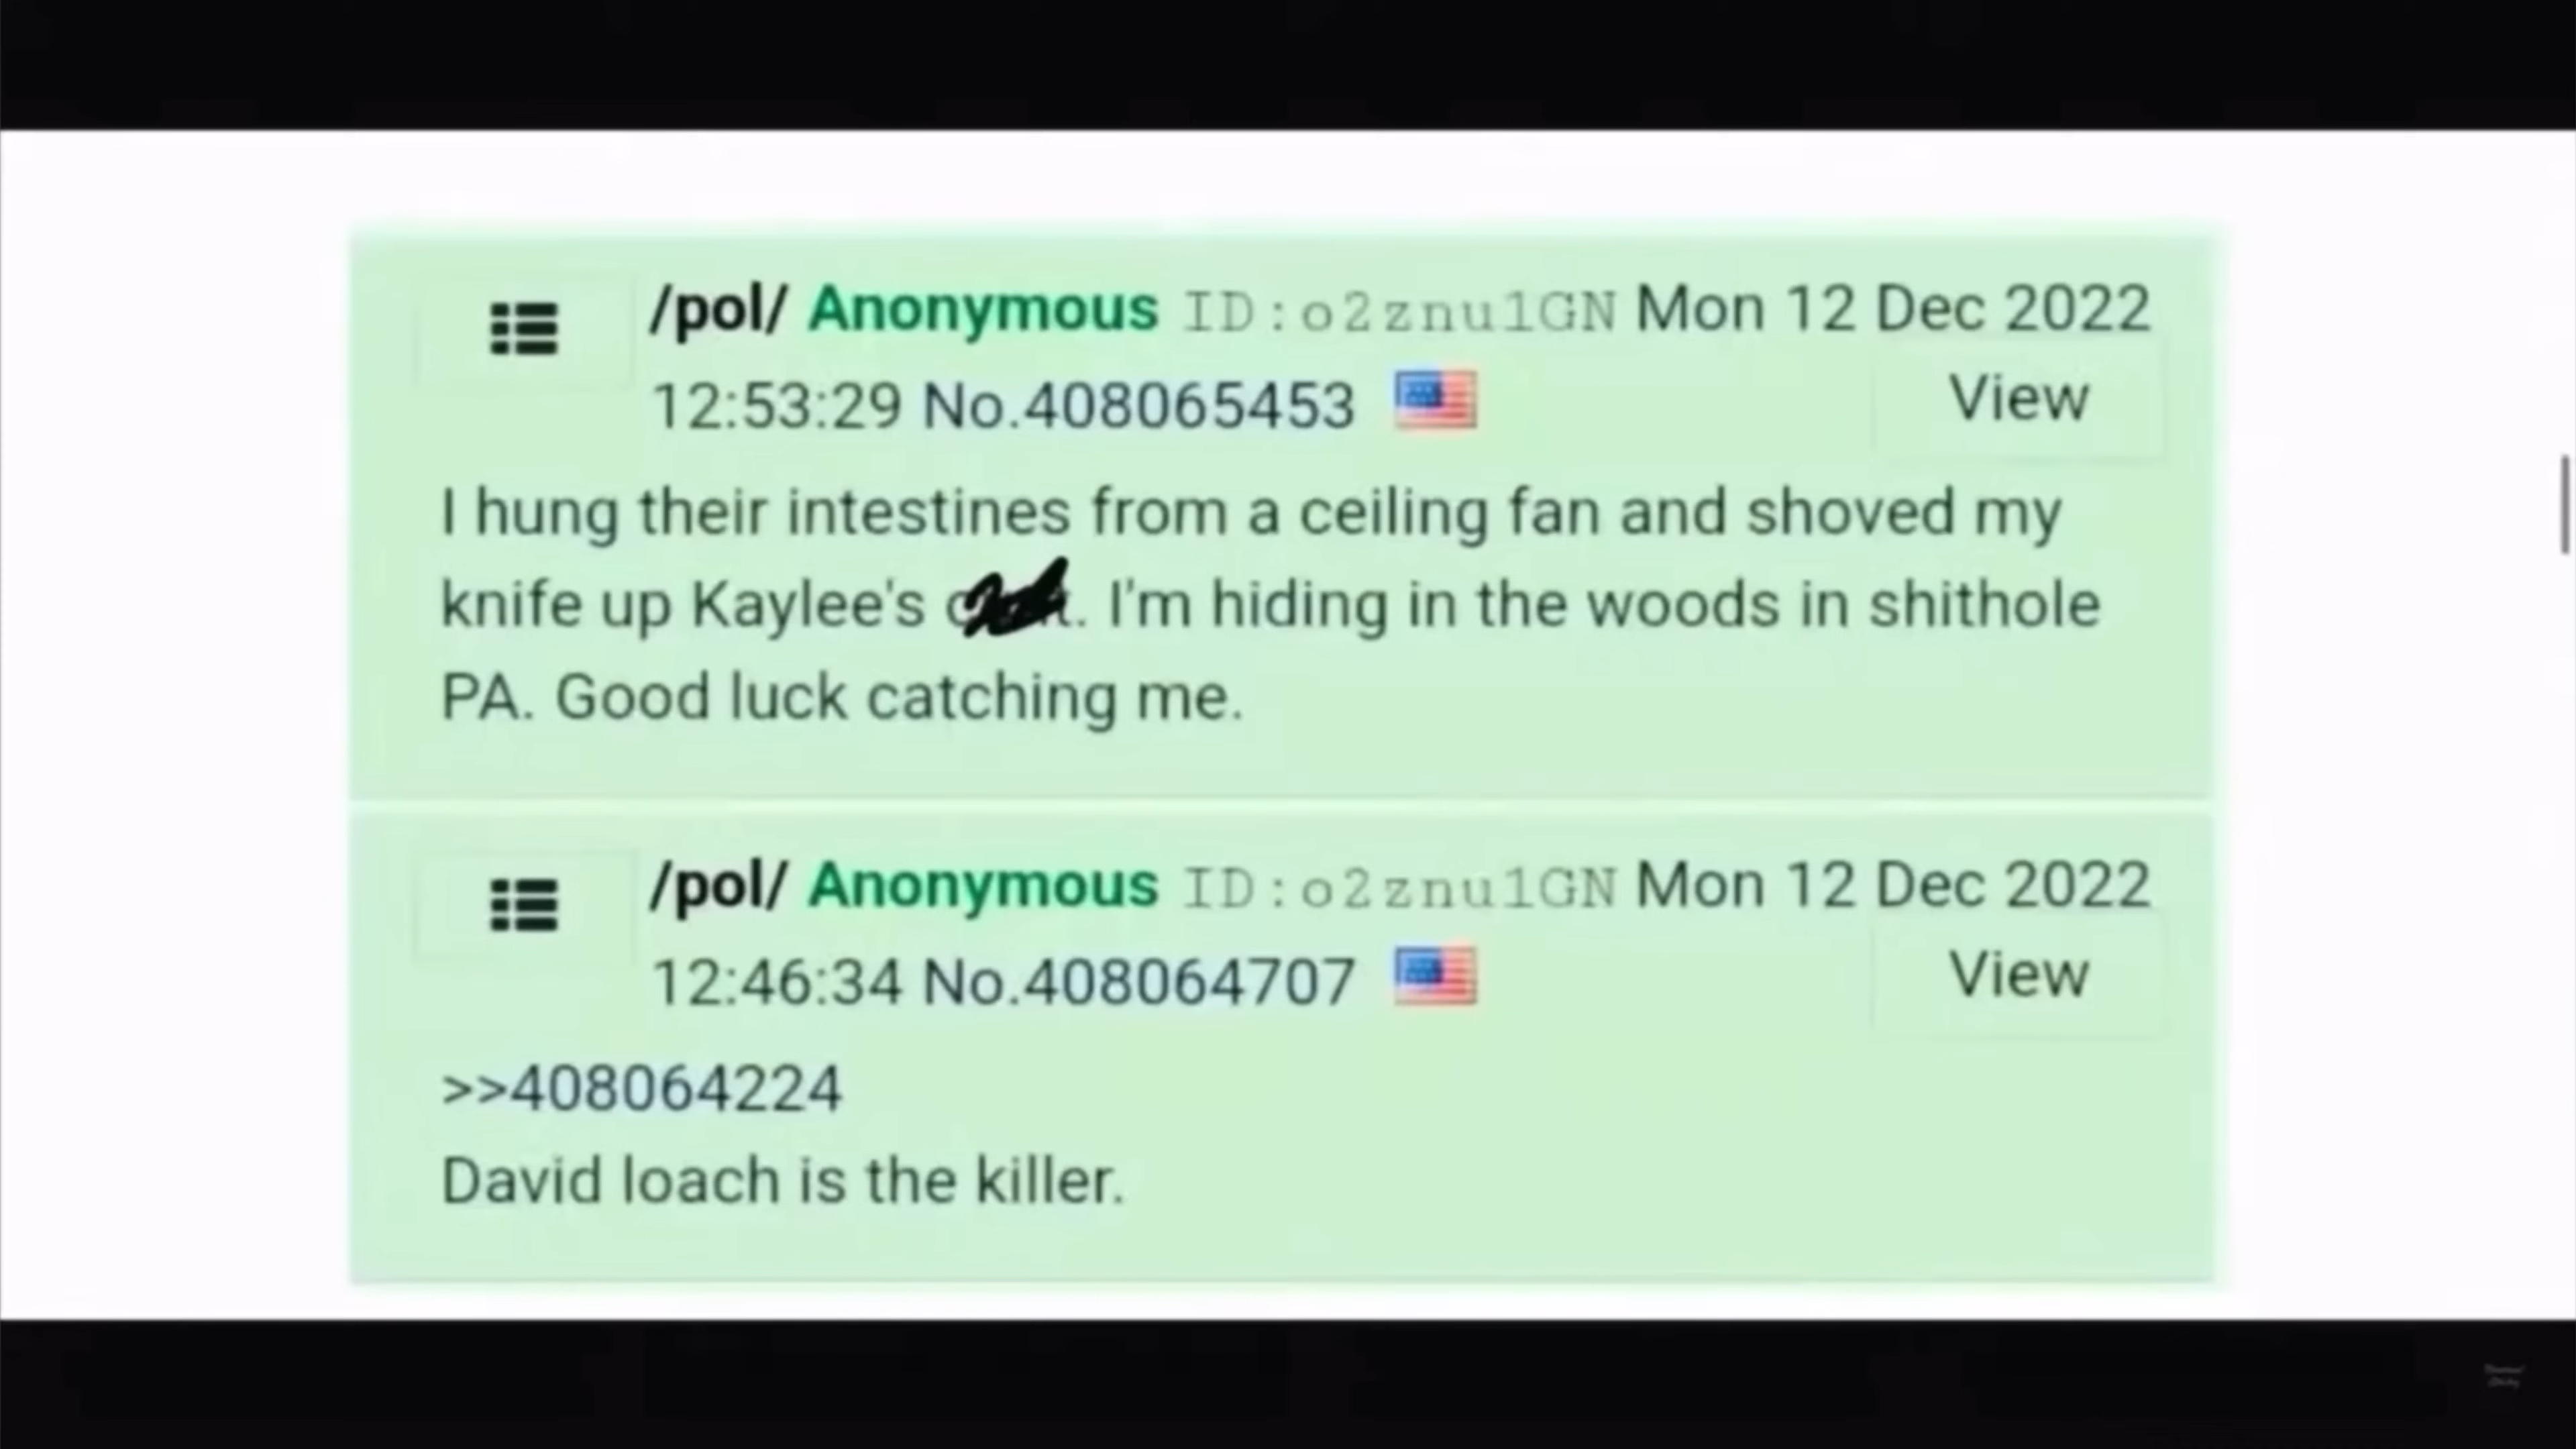 /pol/ Anonymous ID:o2znu1GN Mon 12 Dec 2022
12:53:29 No.408065453 View
I hung their intestines from a ceiling fan and shoved my
knife up Kaylee's . I'm hiding in the woods in shithole
PA. Good luck catching me.
/pol/ Anonymous ID:o2znu1GN Mon 12 Dec 2022
12:46:34 No.408064707 View
>>408064224
David loach is the killer.